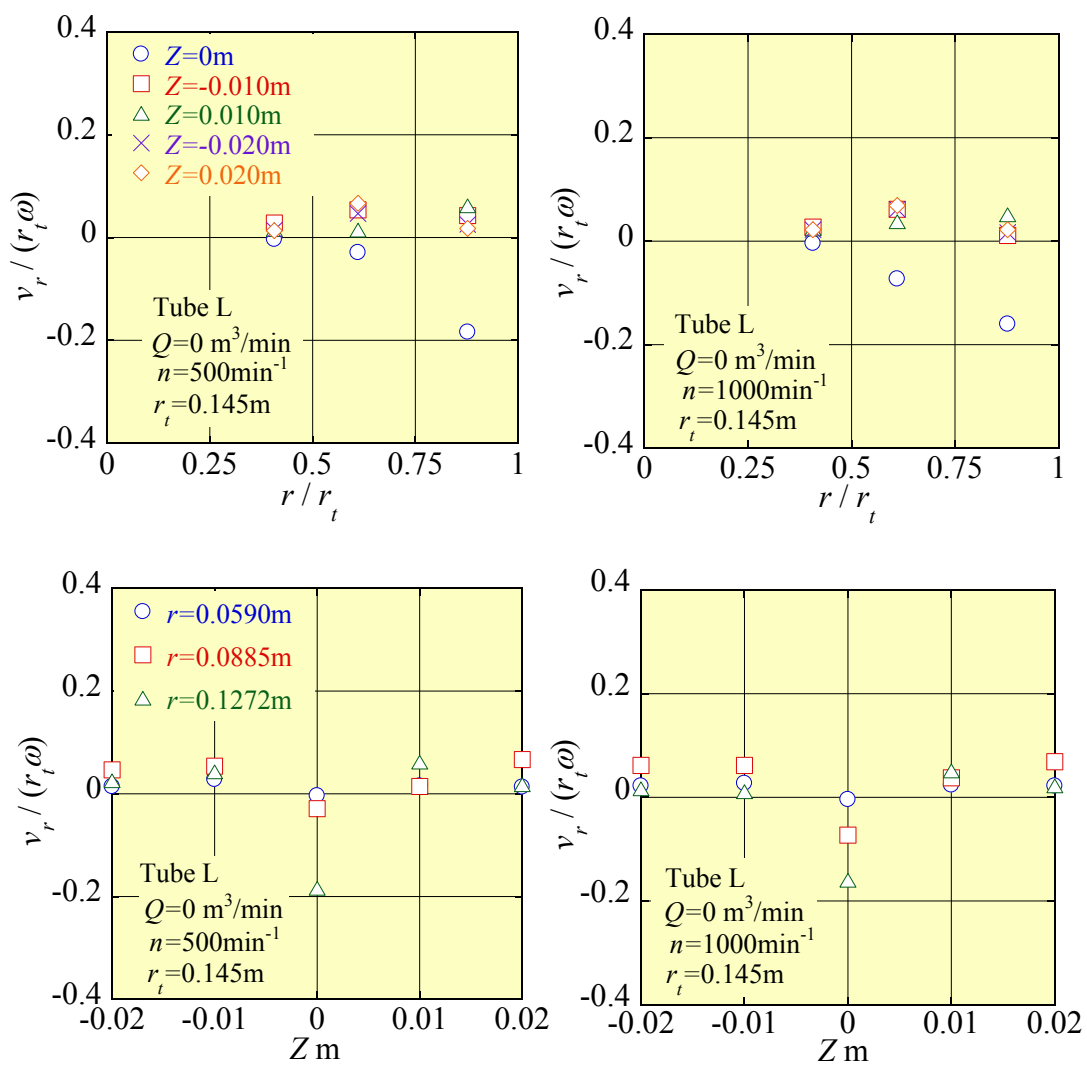 0.4
0.2
0
-0.2
-0.4
v_r / (r_t ω)
Z=0m
Z=-0.010m
Z=0.010m
Z=-0.020m
Z=0.020m
Tube L
Q=0 m³/min
n=500min⁻¹
r_t=0.145m
0 0.25 0.5 0.75 1
r / r_t
0.4
0.2
0
-0.2
-0.4
v_r / (r_t ω)
Tube L
Q=0 m³/min
n=1000min⁻¹
r_t=0.145m
0 0.25 0.5 0.75 1
r / r_t
0.4
0.2
0
-0.2
-0.4
v_r / (r_t ω)
r=0.0590m
r=0.0885m
r=0.1272m
Tube L
Q=0 m³/min
n=500min⁻¹
r_t=0.145m
-0.02 -0.01 0 0.01 0.02
Z m
0.4
0.2
0
-0.2
-0.4
v_r / (r_t ω)
Tube L
Q=0 m³/min
n=1000min⁻¹
r_t=0.145m
-0.02 -0.01 0 0.01 0.02
Z m